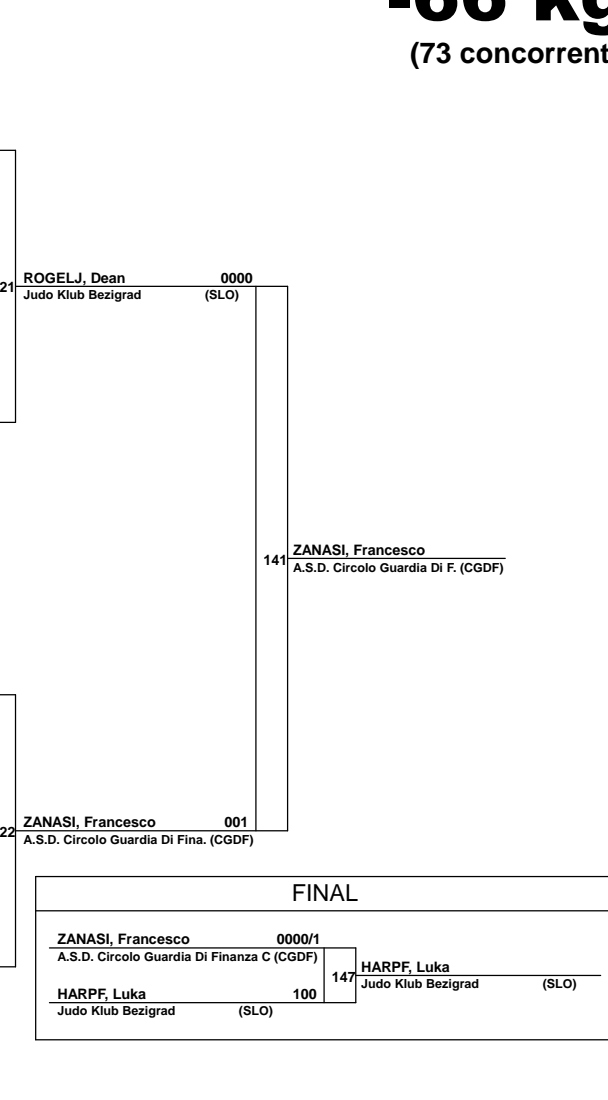 -66 kg
(73 concorrent
21
ROGELJ, Dean 0000
Judo Klub Bezigrad (SLO)
141
ZANASI, Francesco
A.S.D. Circolo Guardia Di F. (CGDF)
22
ZANASI, Francesco 001
A.S.D. Circolo Guardia Di Fina. (CGDF)
FINAL
ZANASI, Francesco 0000/1
A.S.D. Circolo Guardia Di Finanza C (CGDF)
147
HARPF, Luka
Judo Klub Bezigrad (SLO)
HARPF, Luka 100
Judo Klub Bezigrad (SLO)